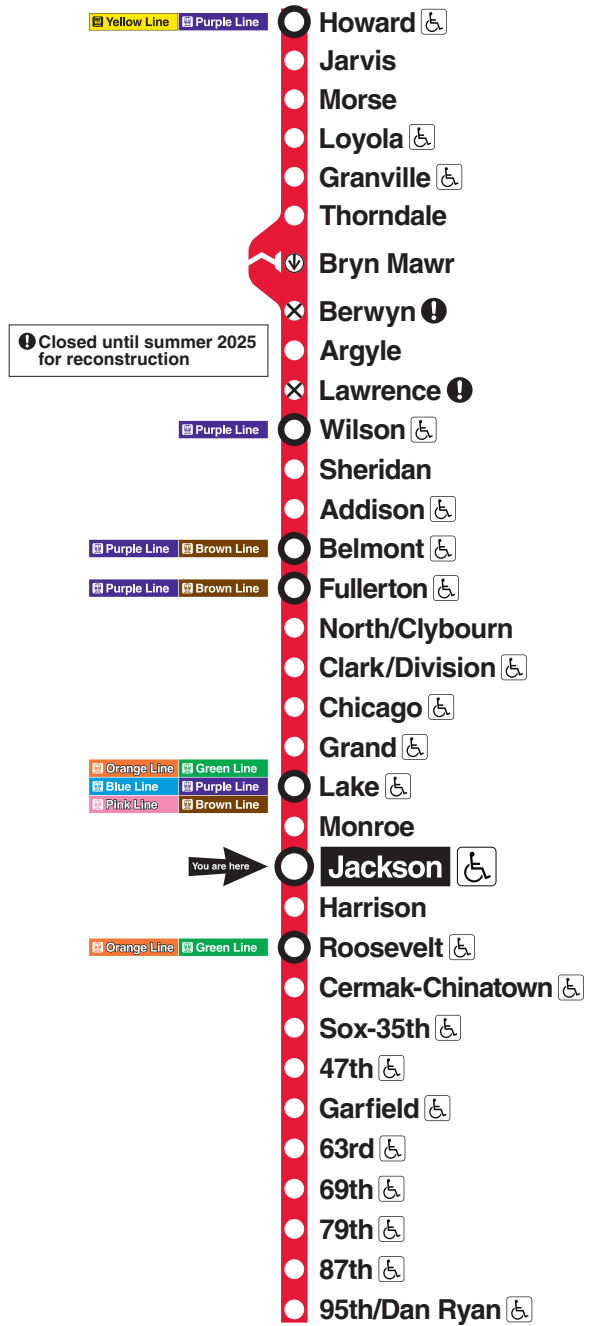 Yellow Line Purple Line Howard
Jarvis
Morse
Loyola
Granville
Thorndale
Bryn Mawr
Berwyn !
! Closed until summer 2025
for reconstruction
Argyle
Lawrence !
Purple Line Wilson
Sheridan
Addison
Purple Line Brown Line Belmont
Purple Line Brown Line Fullerton
North/Clybourn
Clark/Division
Chicago
Grand
Orange Line Green Line
Blue Line Purple Line Lake
Pink Line Brown Line
Monroe
You are here Jackson
Harrison
Orange Line Green Line Roosevelt
Cermak-Chinatown
Sox-35th
47th
Garfield
63rd
69th
79th
87th
95th/Dan Ryan